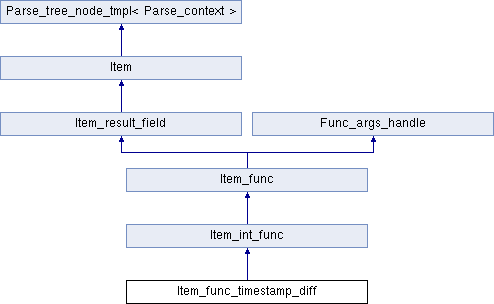 Parse_tree_node_tmpl< Parse_context >
Item
Item_result_field
Func_args_handle
Item_func
Item_int_func
Item_func_timestamp_diff